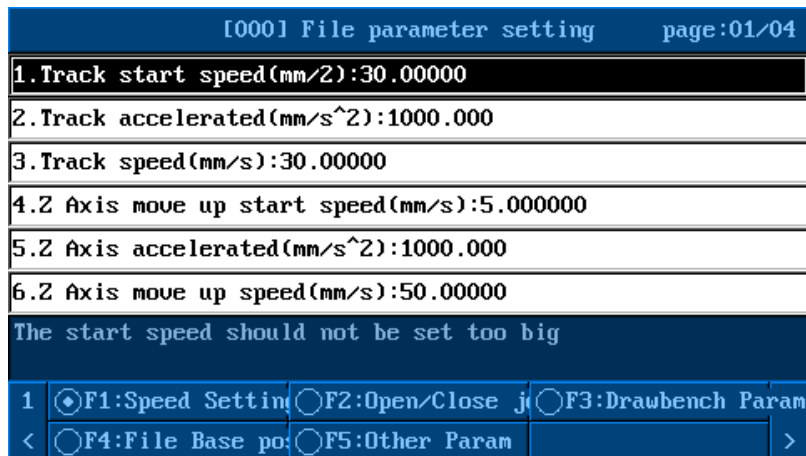 [000] File parameter setting page:01/04
1.Track start speed(mm/2):30.00000
2.Track accelerated(mm/s^2):1000.000
3.Track speed(mm/s):30.00000
4.Z Axis move up start speed(mm/s):5.000000
5.Z Axis accelerated(mm/s^2):1000.000
6.Z Axis move up speed(mm/s):50.00000
The start speed should not be set too big
1 F1:Speed Setting F2:Open/Close j F3:Drawbench Param
< F4:File Base po F5:Other Param >